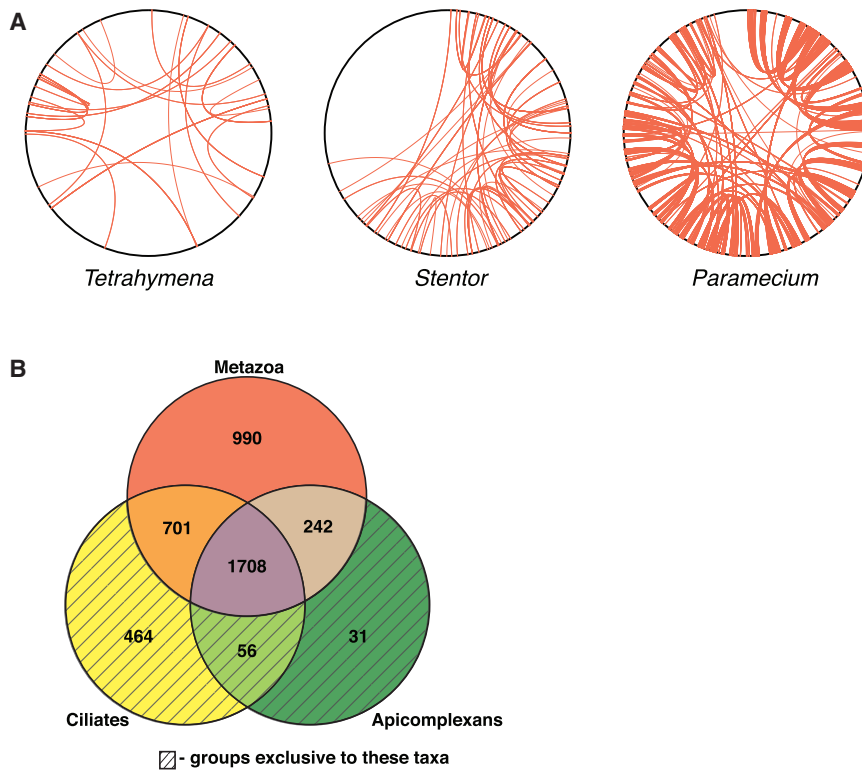 A
Tetrahymena
Stentor
Paramecium
B
Metazoa
990
701
242
1708
464
56
31
Ciliates
Apicomplexans
- groups exclusive to these taxa